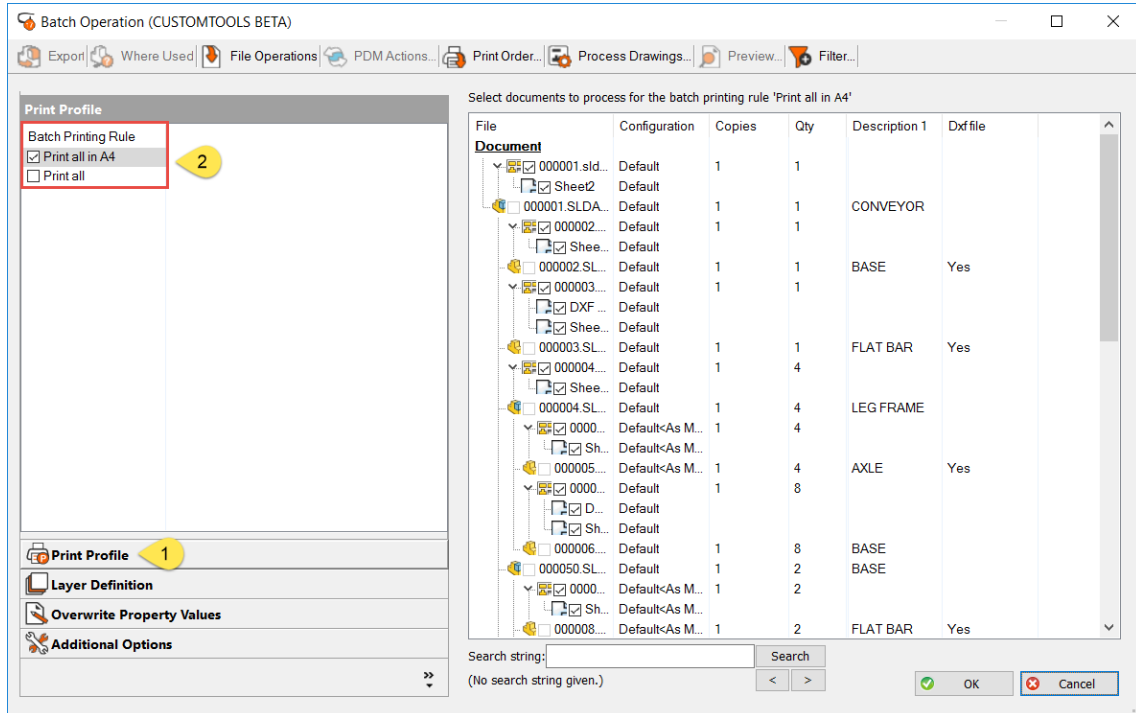 Batch Operation (CUSTOMTOOLS BETA)
Export Where Used File Operations PDM Actions... Print Order... Process Drawings... Preview... Filter...
Print Profile
Batch Printing Rule
Print all in A4
Print all
2
Select documents to process for the batch printing rule 'Print all in A4'
File Configuration Copies Qty Description 1 Dxf file
Document
000001.sld... Default 1 1
Sheet2 Default
000001.SLDA... Default 1 1 CONVEYOR
000002.... Default 1 1
Shee... Default
000002.SL... Default 1 1 BASE Yes
000003.... Default 1 1
DXF ... Default
Shee... Default
000003.SL... Default 1 1 FLAT BAR Yes
000004.... Default 1 4
Shee... Default
000004.SL... Default 1 4 LEG FRAME
0000... Default<As M... 1 4
Sh... Default<As M...
000005.... Default<As M... 1 4 AXLE Yes
0000... Default 1 8
D... Default
Sh... Default
000006.... Default 1 8 BASE
000050.SL... Default 1 2 BASE
0000... Default<As M... 1 2
Sh... Default<As M...
000008.... Default<As M... 1 2 FLAT BAR Yes
Print Profile 1
Layer Definition
Overwrite Property Values
Additional Options
Search string: Search
(No search string given.) < >
OK Cancel